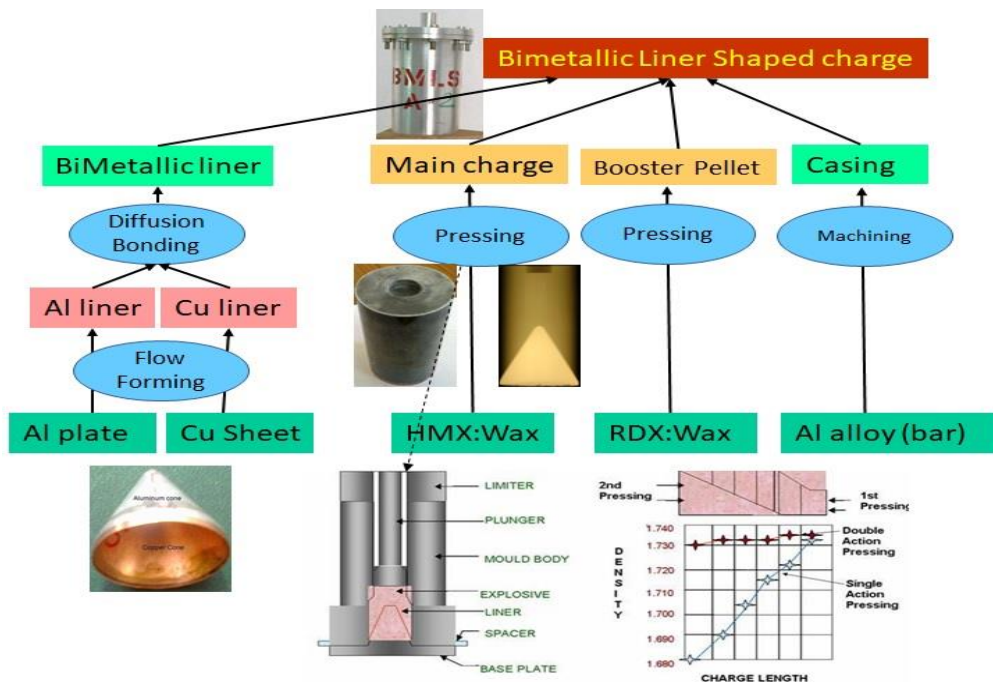 Bimetallic Liner Shaped charge
BMLS
A 2
BiMetallic liner
Main charge
Booster Pellet
Casing
Diffusion
Bonding
Pressing
Pressing
Machining
Al liner
Cu liner
Flow
Forming
Al plate
Cu Sheet
HMX:Wax
RDX:Wax
Al alloy (bar)
Aluminum cone
Copper Cone
LIMITER
PLUNGER
MOULD BODY
EXPLOSIVE
LINER
SPACER
BASE PLATE
2nd
Pressing
1st
Pressing
DENSITY
1.740
1.730
1.720
1.710
1.700
1.690
1.680
Double
Action
Pressing
Single
Action
Pressing
CHARGE LENGTH